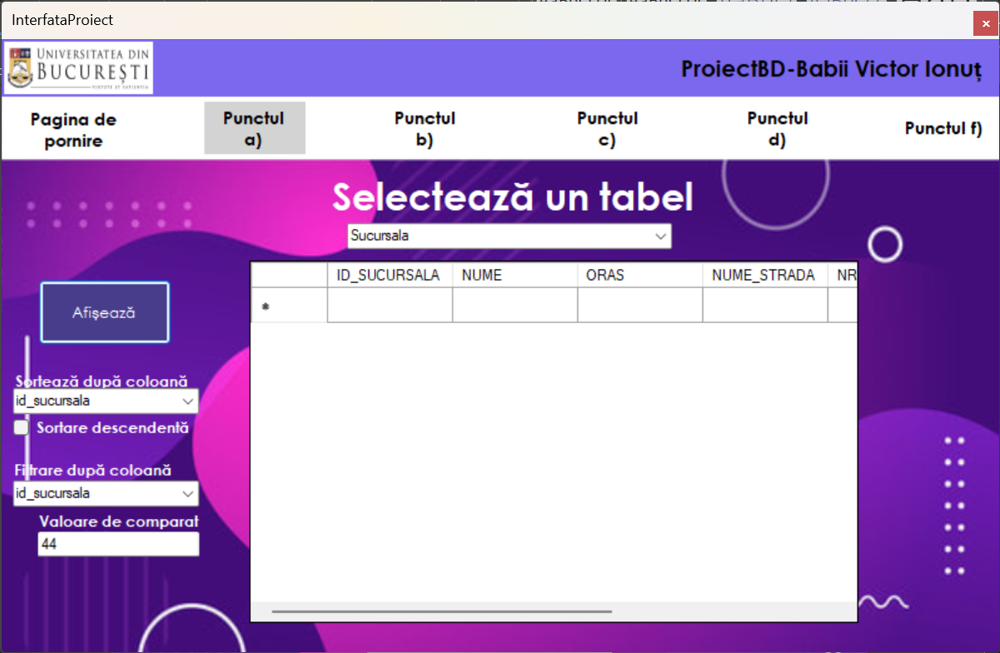 InterfataProiect
UNIVERSITATEA DIN
BUCUREȘTI
VIRTUTE ET SAPIENTIA
ProiectBD-Babii Victor Ionuț
Pagina de
pornire
Punctul
a)
Punctul
b)
Punctul
c)
Punctul
d)
Punctul f)
Selectează un tabel
Sucursala
ID_SUCURSALA NUME ORAS NUME_STRADA NR
Afişează
Sortează după coloană
id_sucursala
Sortare descendentă
Filtrare după coloană
id_sucursala
Valoare de comparat
44